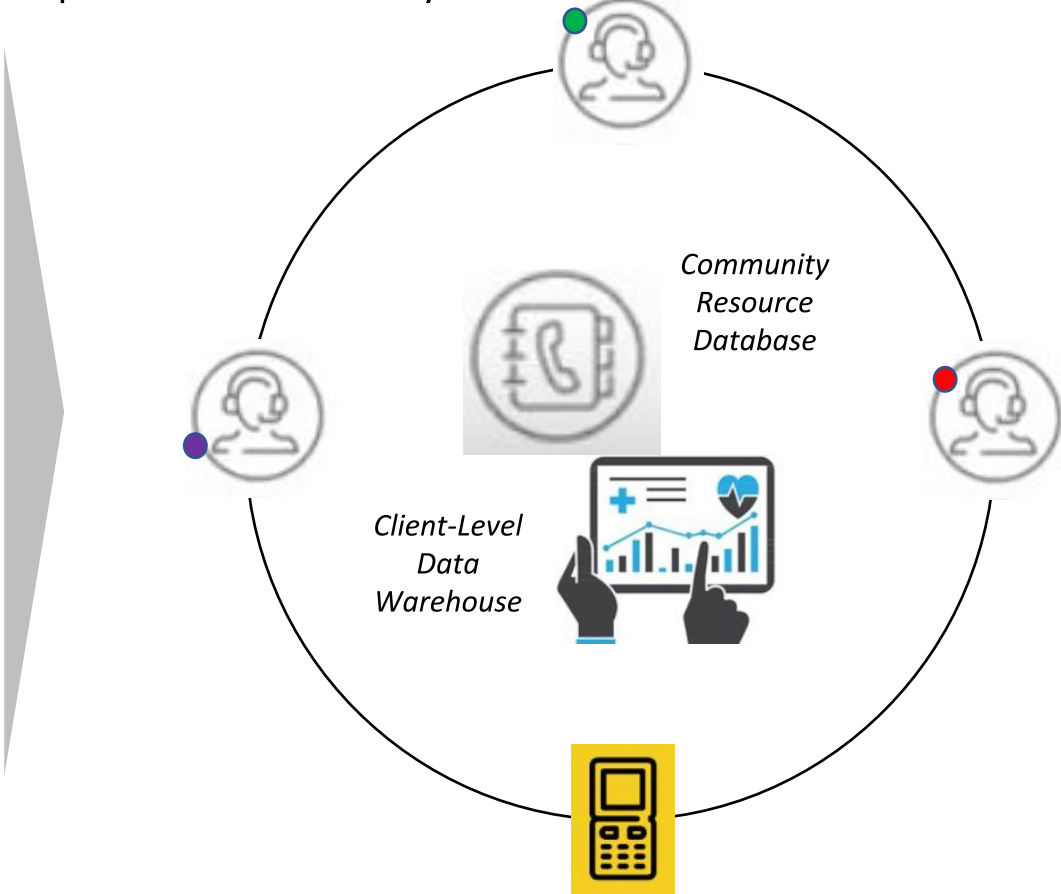 Community
Resource
Database
Client-Level
Data
Warehouse